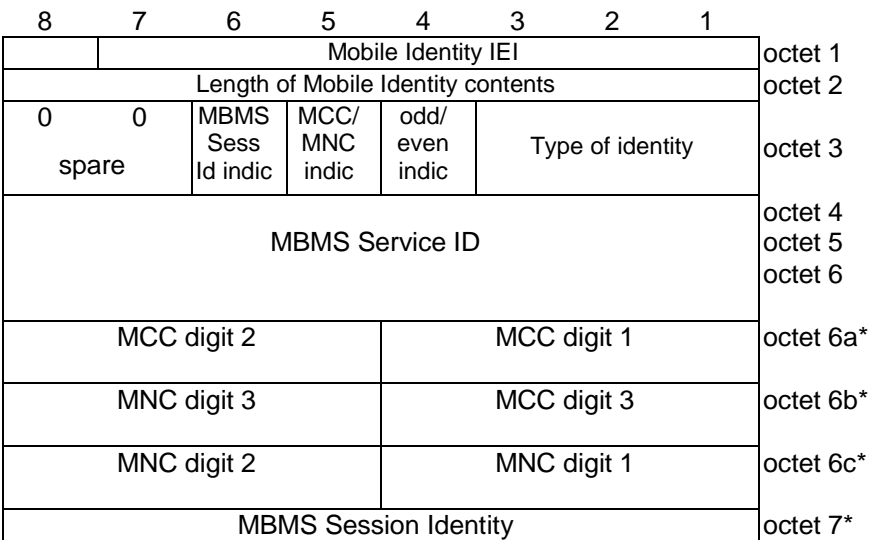 8 7 6 5 4 3 2 1
Mobile Identity IEI octet 1
Length of Mobile Identity contents octet 2
0 0 spare MBMS Sess Id indic MCC/ MNC indic odd/ even indic Type of identity octet 3
octet 4
MBMS Service ID octet 5
octet 6
MCC digit 2 MCC digit 1 octet 6a*
MNC digit 3 MCC digit 3 octet 6b*
MNC digit 2 MNC digit 1 octet 6c*
MBMS Session Identity octet 7*